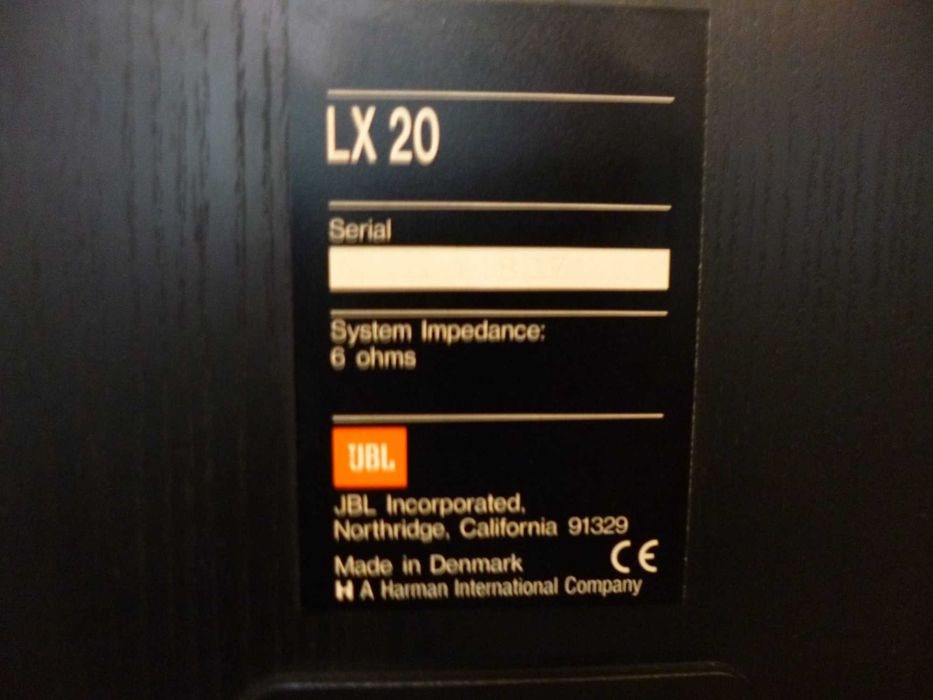 LX 20
Serial
System Impedance:
6 ohms
JBL
JBL Incorporated,
Northridge, California 91329
Made in Denmark
CE
H A Harman International Company